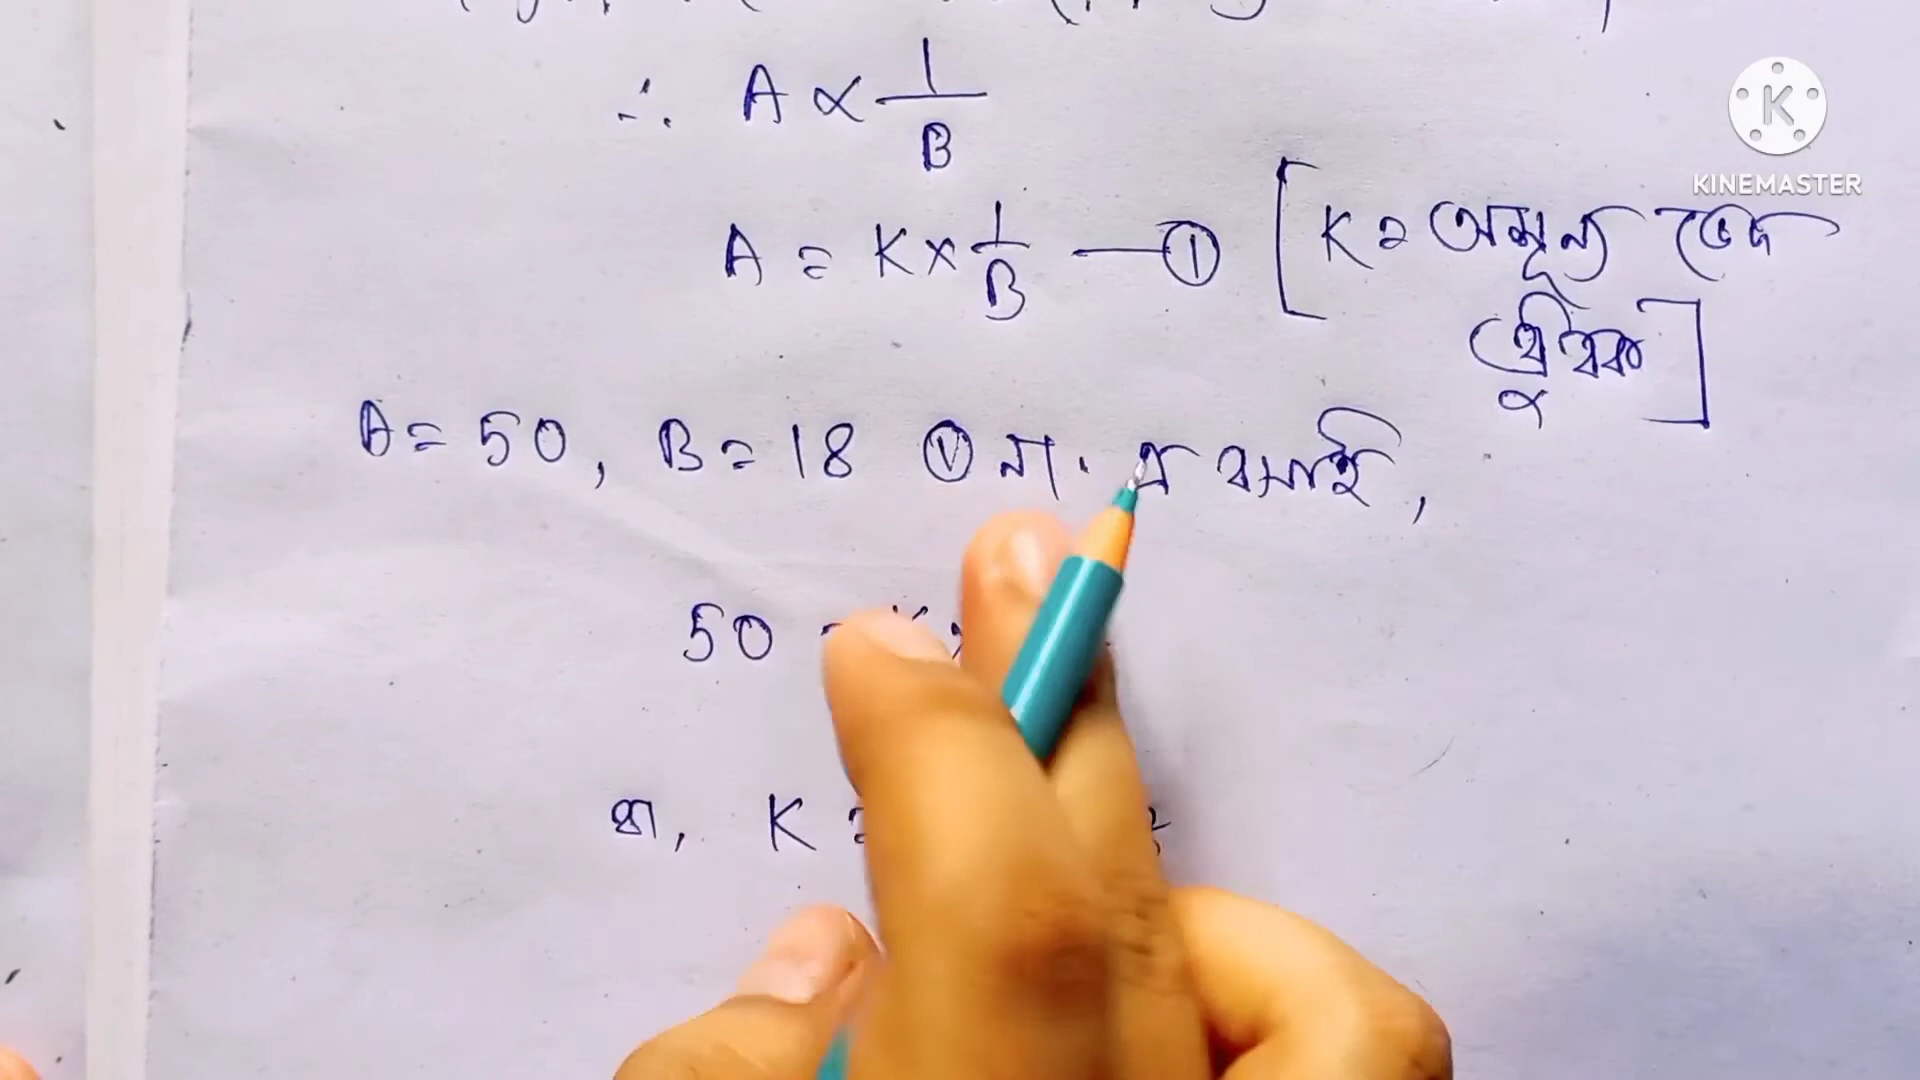 ∴ A ∝ 1/B
KINEMASTER
A = K × 1/B — ① [K = অশূন্য ভেদ
ধ্রুবক]
A = 50, B = 18 ① নং এ বসাই,
50 = K
বা, K =